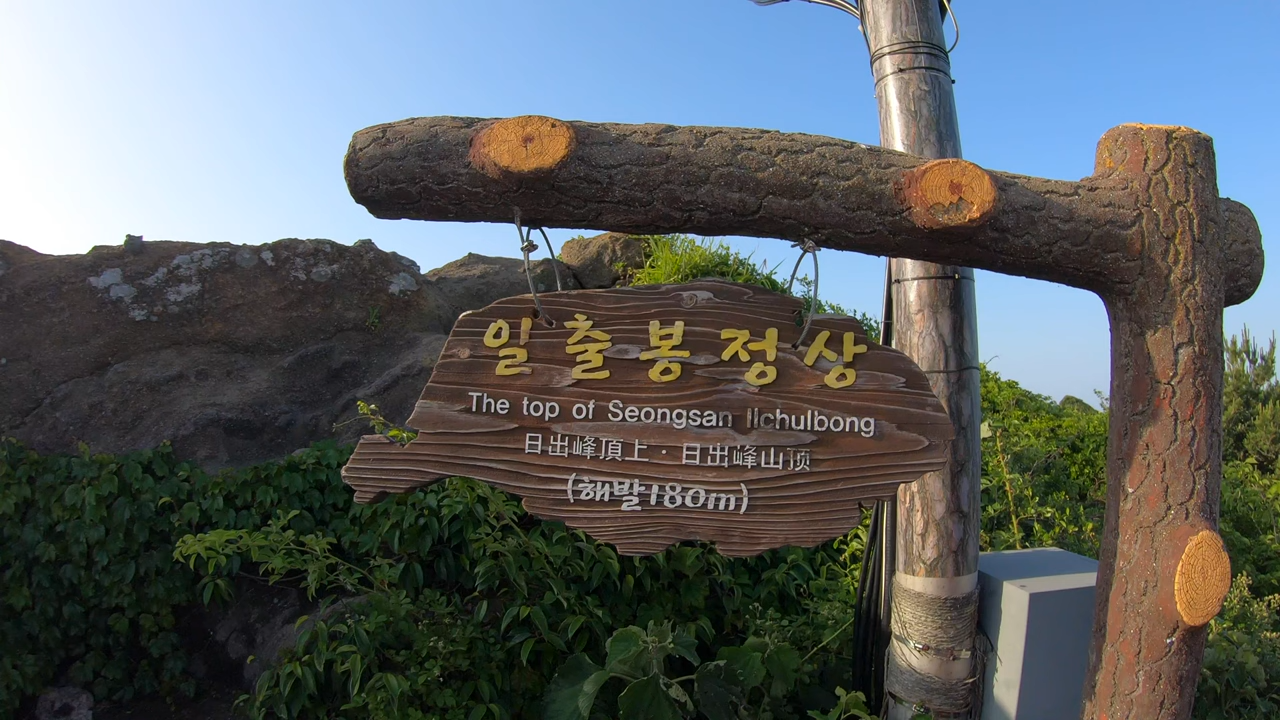 일출봉정상
The top of Seongsan Ilchulbong
日出峰頂上 · 日出峰山顶
(해발180m)